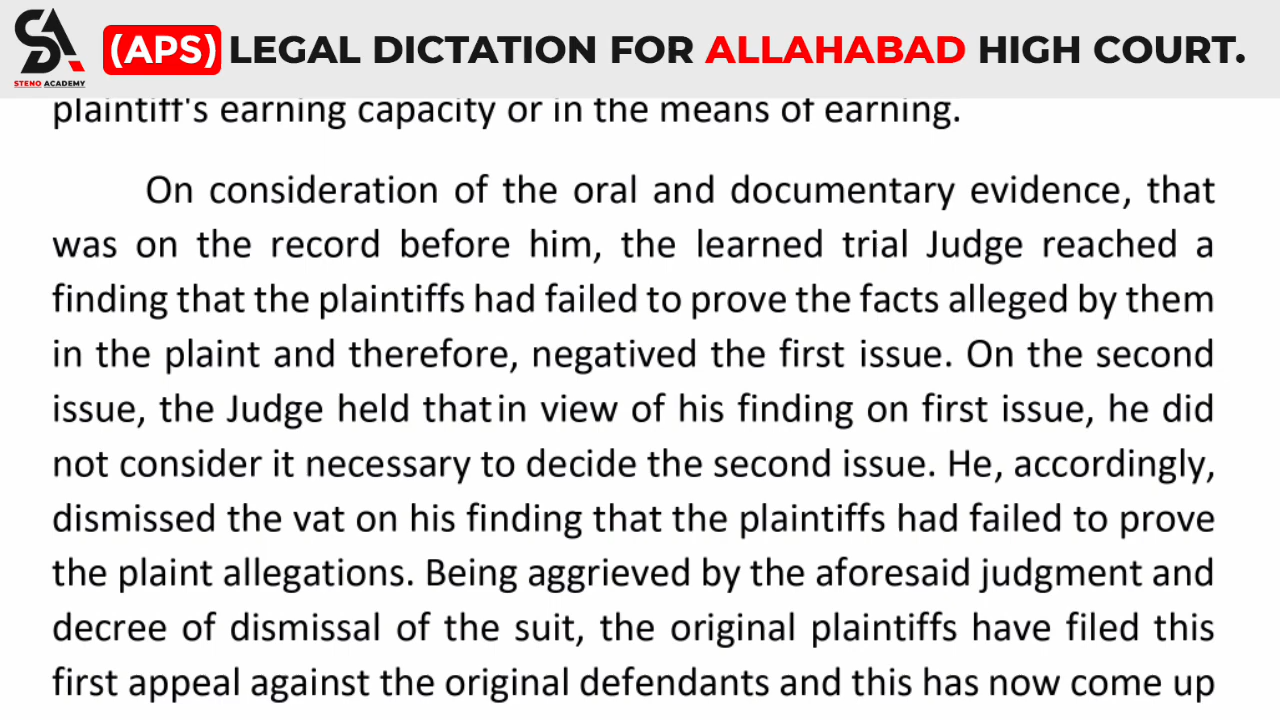 STENO ACADEMY
(APS) LEGAL DICTATION FOR ALLAHABAD HIGH COURT.
plaintiff's earning capacity or in the means of earning.
On consideration of the oral and documentary evidence, that
was on the record before him, the learned trial Judge reached a
finding that the plaintiffs had failed to prove the facts alleged by them
in the plaint and therefore, negatived the first issue. On the second
issue, the Judge held thatin view of his finding on first issue, he did
not consider it necessary to decide the second issue. He, accordingly,
dismissed the vat on his finding that the plaintiffs had failed to prove
the plaint allegations. Being aggrieved by the aforesaid judgment and
decree of dismissal of the suit, the original plaintiffs have filed this
first appeal against the original defendants and this has now come up